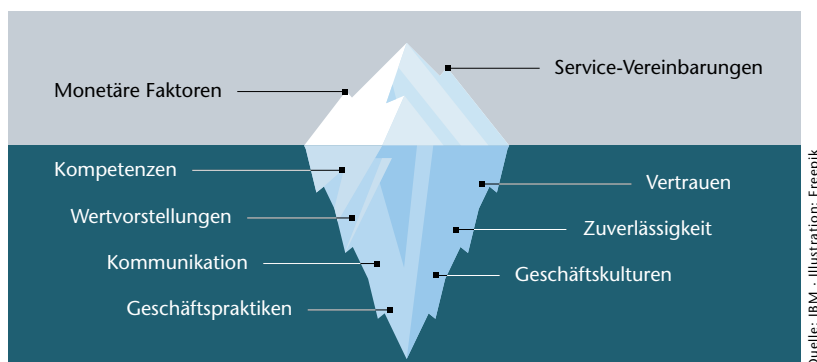 Monetäre Faktoren
Service-Vereinbarungen
Kompetenzen
Wertvorstellungen
Kommunikation
Geschäftspraktiken
Vertrauen
Zuverlässigkeit
Geschäftskulturen
Quelle: IBM · Illustration: Freepik